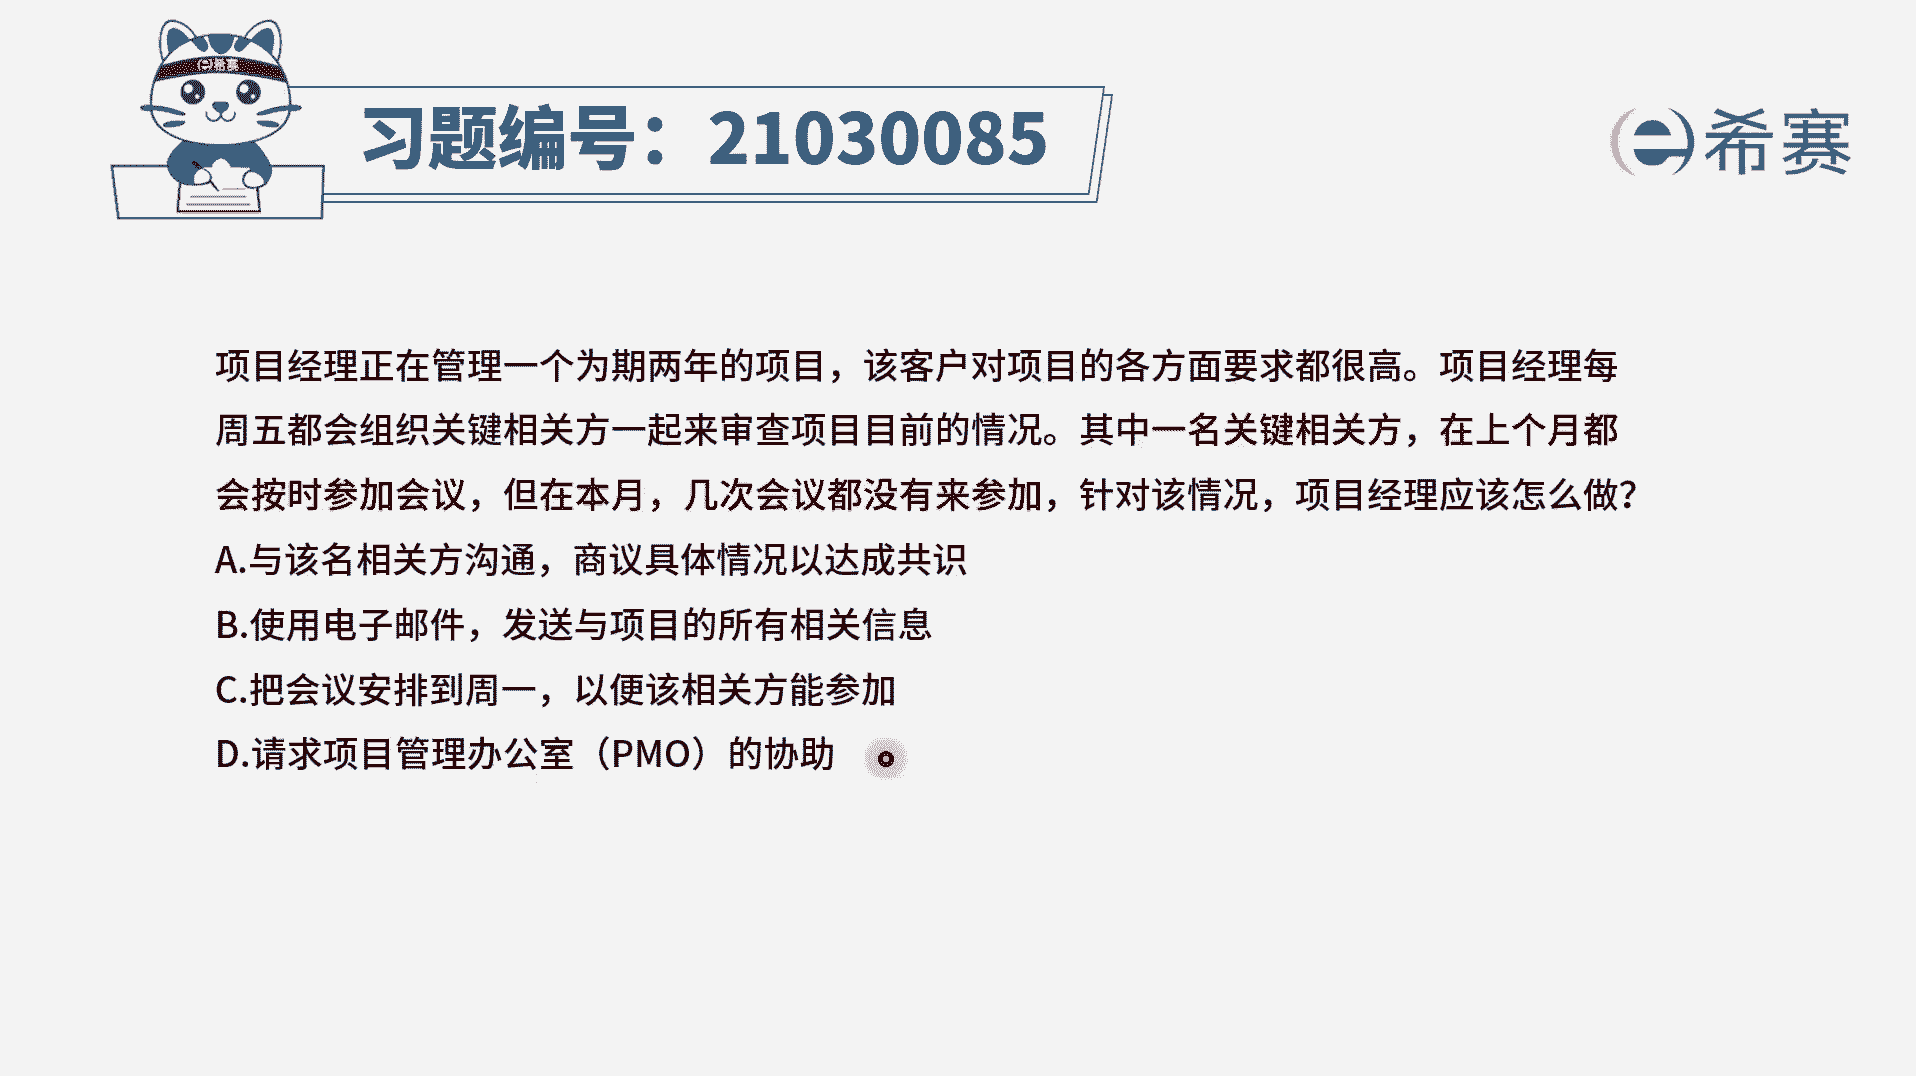 希赛
习题编号：21030085
希赛
项目经理正在管理一个为期两年的项目，该客户对项目的各方面要求都很高。项目经理每
周五都会组织关键相关方一起来审查项目目前的情况。其中一名关键相关方，在上个月都
会按时参加会议，但在本月，几次会议都没有来参加，针对该情况，项目经理应该怎么做？
A.与该名相关方沟通，商议具体情况以达成共识
B.使用电子邮件，发送与项目的所有相关信息
C.把会议安排到周一，以便该相关方能参加
D.请求项目管理办公室（PMO）的协助